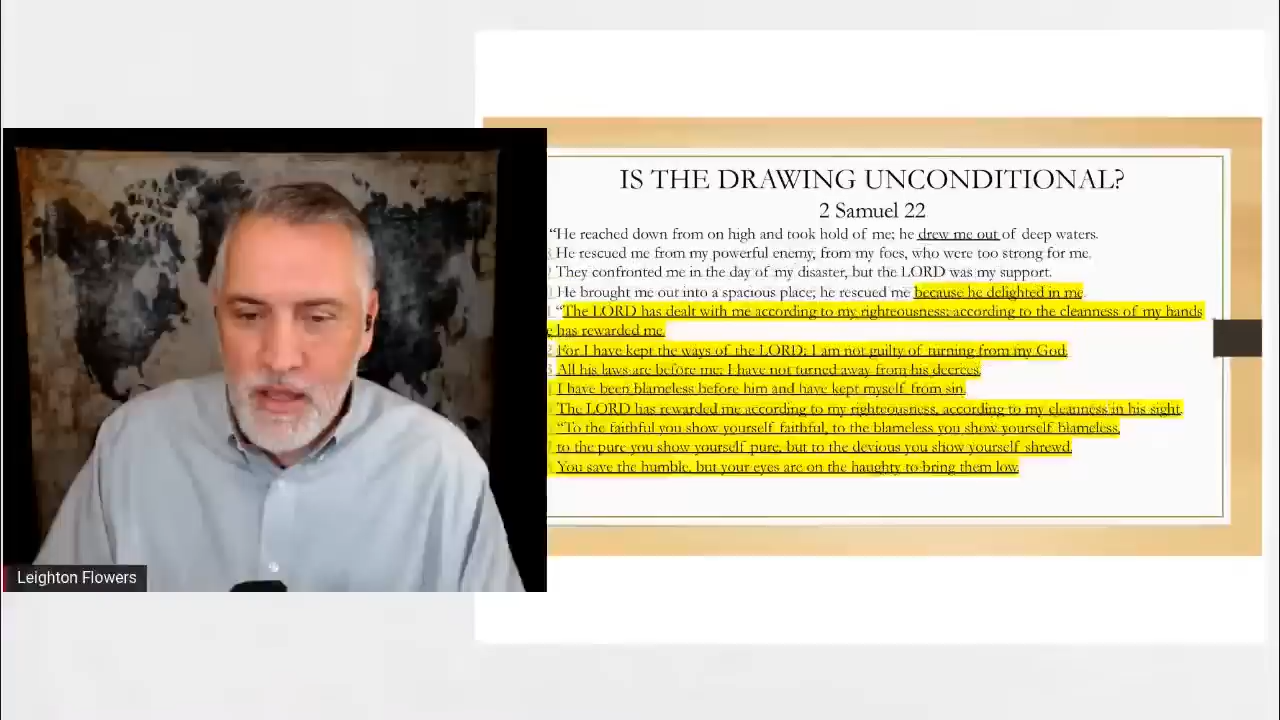 IS THE DRAWING UNCONDITIONAL?
2 Samuel 22
“He reached down from on high and took hold of me; he drew me out of deep waters.
He rescued me from my powerful enemy, from my foes, who were too strong for me.
They confronted me in the day of my disaster, but the LORD was my support.
He brought me out into a spacious place; he rescued me because he delighted in me.
“The LORD has dealt with me according to my righteousness; according to the cleanness of my hands
has rewarded me.
For I have kept the ways of the LORD; I am not guilty of turning from my God.
All his laws are before me; I have not turned away from his decrees.
I have been blameless before him and have kept myself from sin.
The LORD has rewarded me according to my righteousness, according to my cleanness in his sight.
“To the faithful you show yourself faithful, to the blameless you show yourself blameless,
to the pure you show yourself pure, but to the devious you show yourself shrewd.
You save the humble, but your eyes are on the haughty to bring them low.
Leighton Flowers